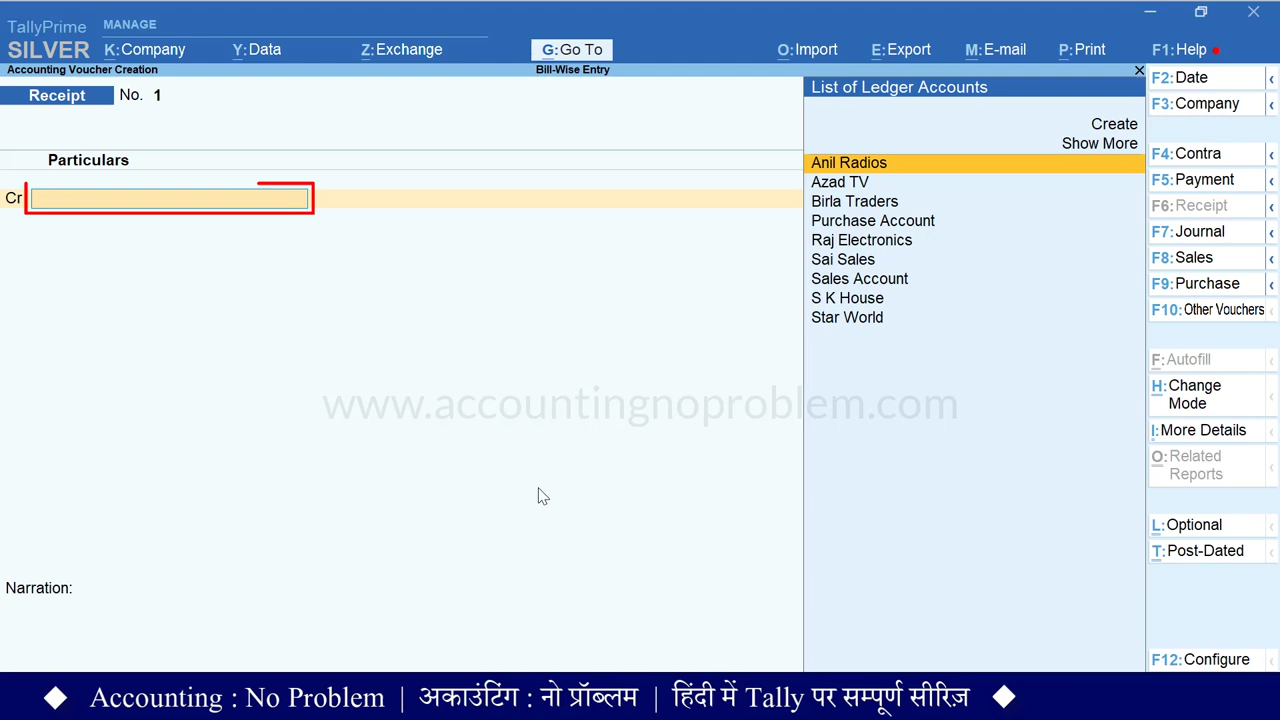 TallyPrime
SILVER
MANAGE
K:Company
Y:Data
Z:Exchange
G:Go To
O:Import
E:Export
M:E-mail
P:Print
F1:Help
Accounting Voucher Creation
Bill-Wise Entry
Receipt No. 1
Particulars
Cr
Narration:
List of Ledger Accounts
Create
Show More
Anil Radios
Azad TV
Birla Traders
Purchase Account
Raj Electronics
Sai Sales
Sales Account
S K House
Star World
F2:Date
F3:Company
F4:Contra
F5:Payment
F6:Receipt
F7:Journal
F8:Sales
F9:Purchase
F10:Other Vouchers
F:Autofill
H:Change
Mode
I:More Details
O:Related
Reports
L:Optional
T:Post-Dated
F12:Configure
www.accountingnoproblem.com
Accounting : No Problem | अकाउंटिंग : नो प्रॉब्लम | हिंदी में Tally पर सम्पूर्ण सीरिज़